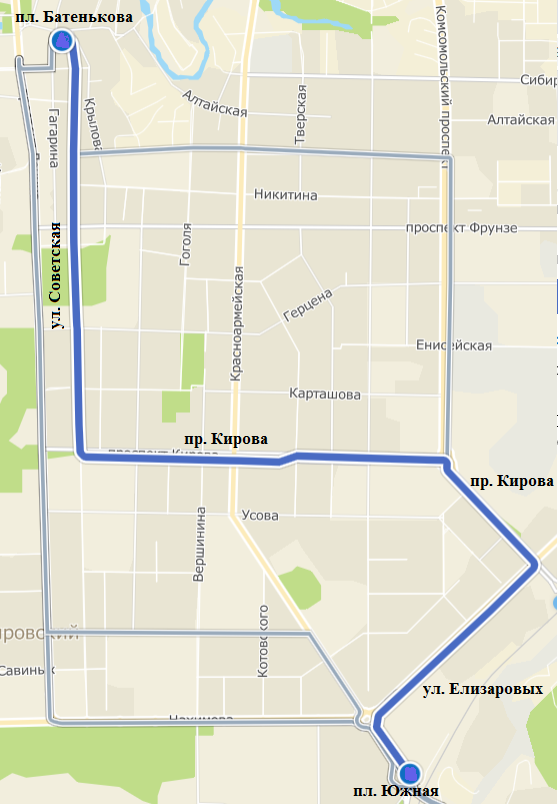 пл. Батенькова
Комсомольский проспект
Сибир
Алтайская
Тверская
Алтайская
Крылова
Гагарина
Никитина
проспект Фрунзе
Гоголя
ул. Советская
Красноармейская
Герцена
Енисейская
Карташова
пр. Кирова
проспект Кирова
пр. Кирова
Усова
Вершинина
Котовского
ировский
Савиных
ул. Елизаровых
Нахимова
пл. Южная